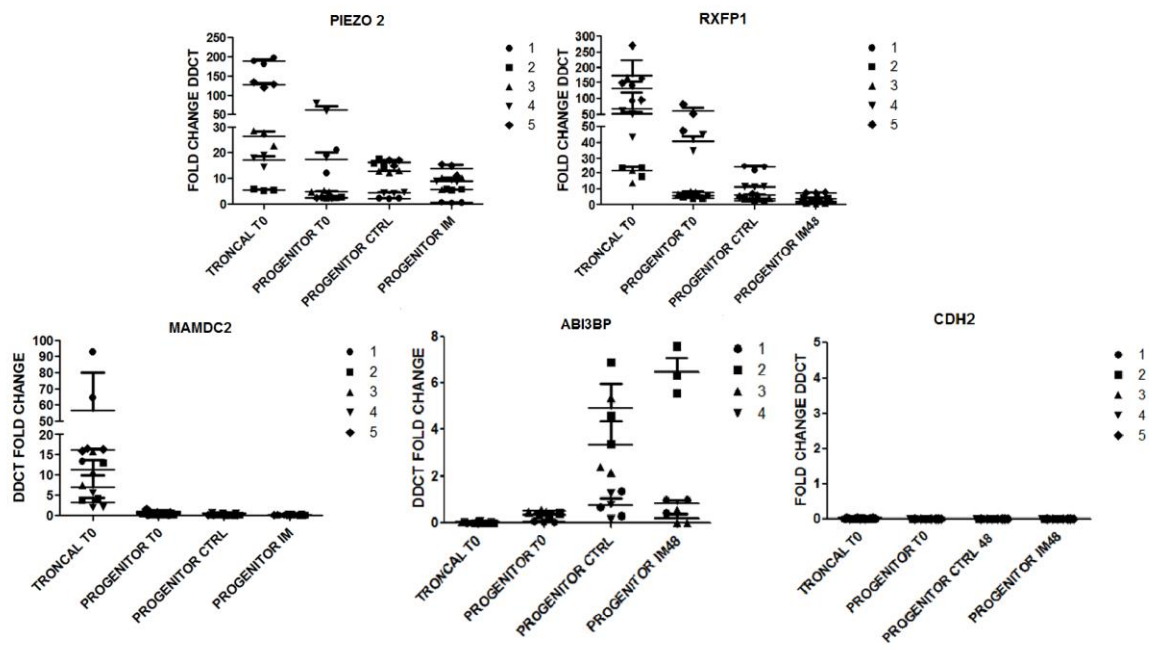 PIEZO 2
FOLD CHANGE DDCT
250
200
150
100
50
30
20
10
0
TRONCAL T0
PROGENITOR T0
PROGENITOR CTRL
PROGENITOR IM
1
2
3
4
5
RXFP1
FOLD CHANGE DDCT
300
250
200
150
100
50
50
40
30
20
10
0
TRONCAL T0
PROGENITOR T0
PROGENITOR CTRL
PROGENITOR IM48
1
2
3
4
5
MAMDC2
DDCT FOLD CHANGE
100
90
80
70
60
50
20
15
10
5
0
TRONCAL T0
PROGENITOR T0
PROGENITOR CTRL
PROGENITOR IM
1
2
3
4
5
ABI3BP
DDCT FOLD CHANGE
8
6
4
2
0
TRONCAL T0
PROGENITOR T0
PROGENITOR CTRL
PROGENITOR IM48
1
2
3
4
CDH2
FOLD CHANGE DDCT
5
4
3
2
1
0
TRONCAL T0
PROGENITOR T0
PROGENITOR CTRL 48
PROGENITOR IM48
1
2
3
4
5